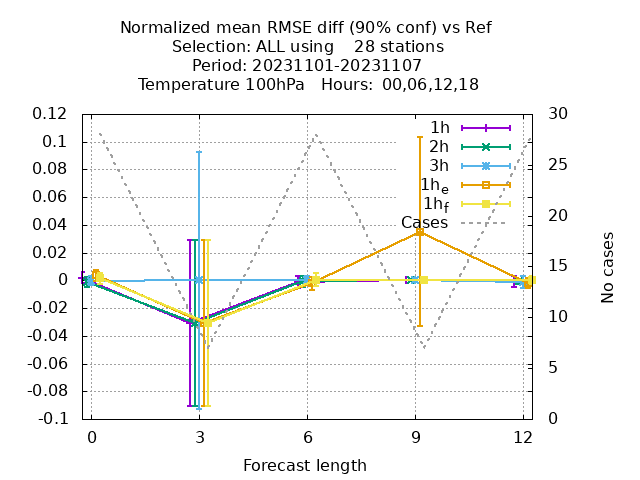 Normalized mean RMSE diff (90% conf) vs Ref
Selection: ALL using    28 stations
Period: 20231101-20231107
Temperature 100hPa   Hours:  00,06,12,18
0.12
0.1
0.08
0.06
0.04
0.02
0
-0.02
-0.04
-0.06
-0.08
-0.1
30
25
20
15
10
5
0
1h
2h
3h
1he
1hf
Cases
No cases
0 3 6 9 12
Forecast length